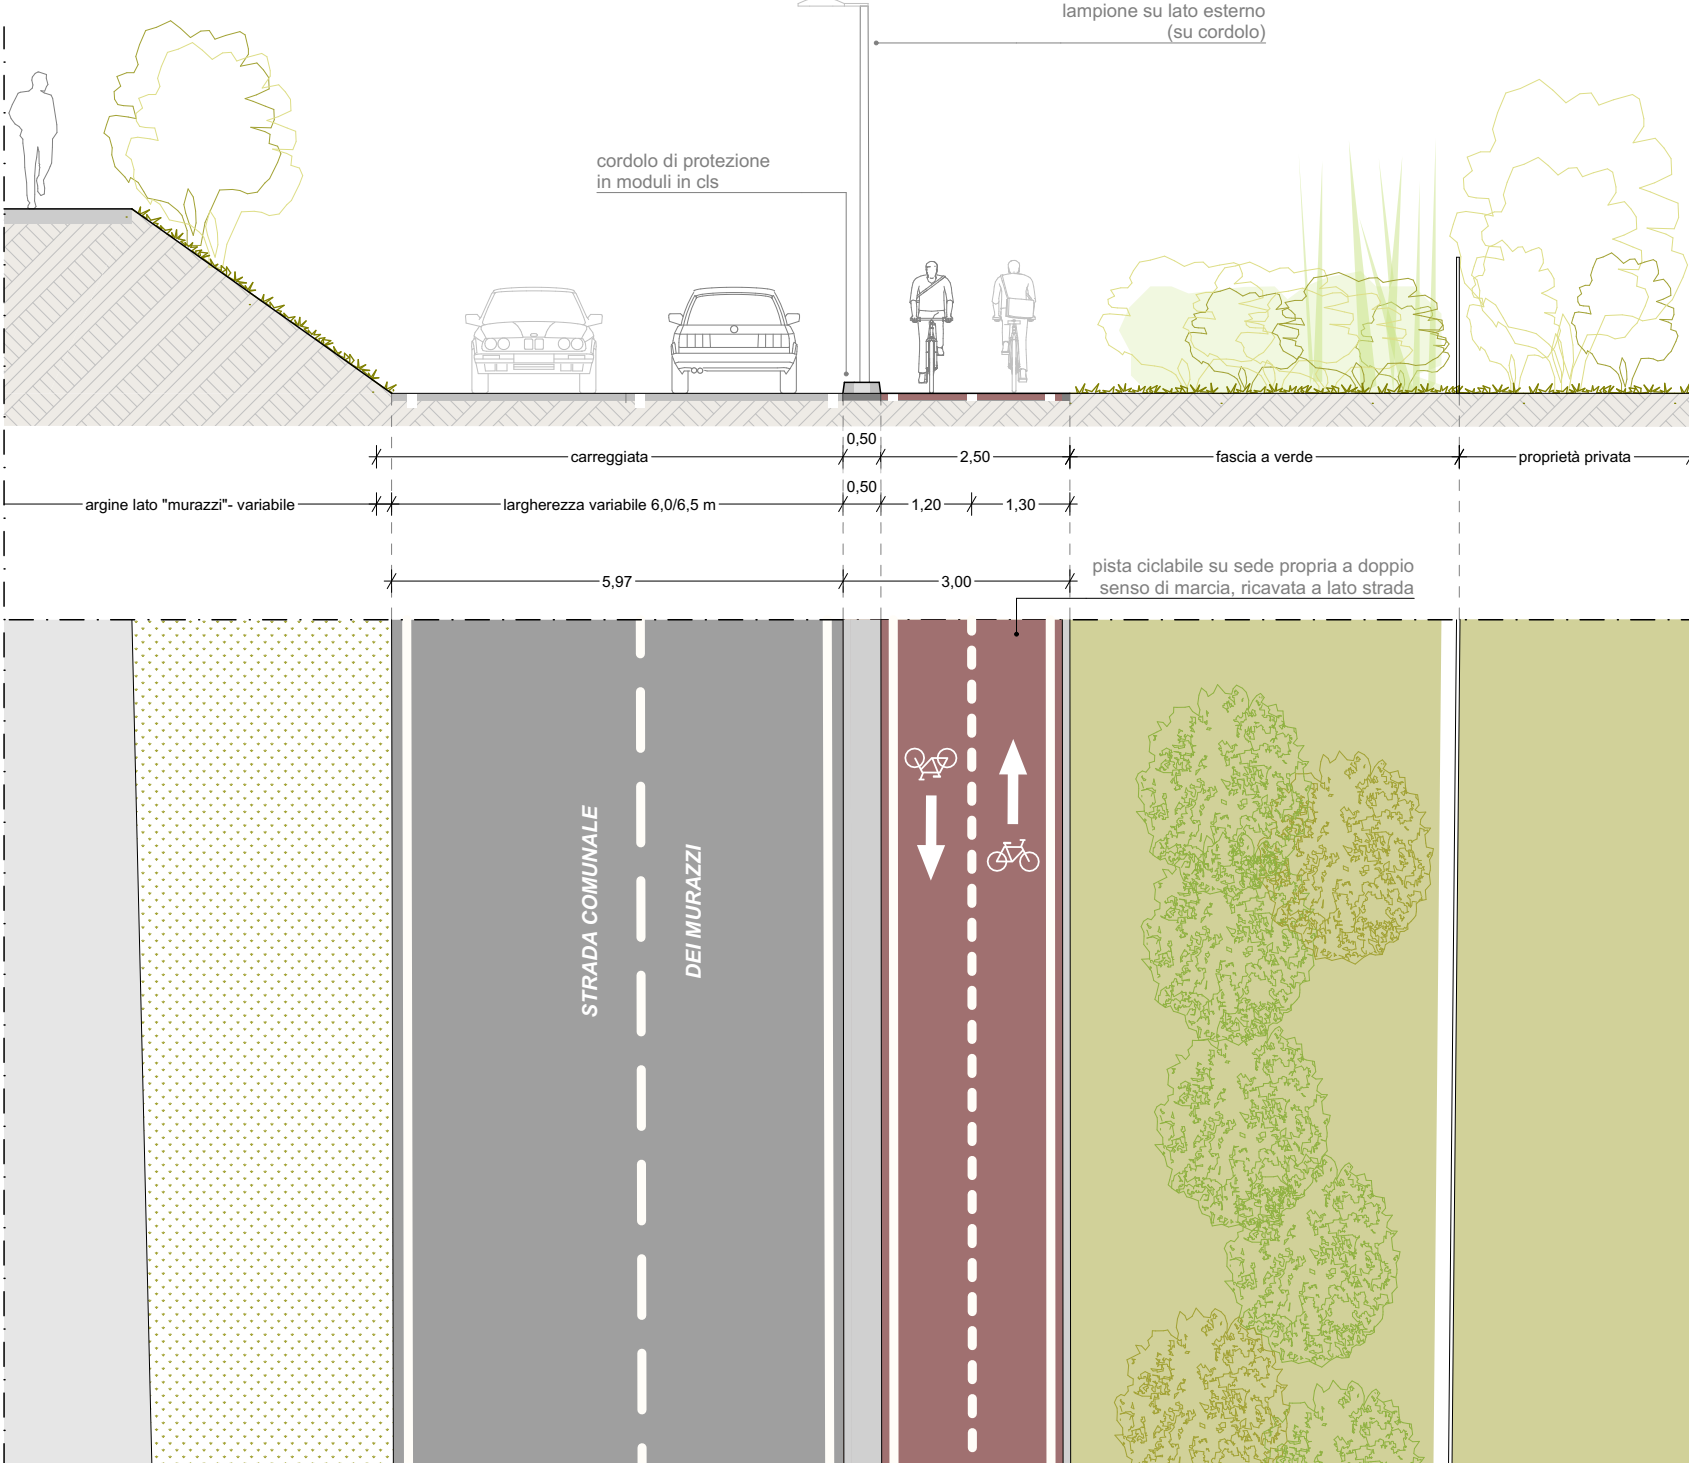 lampione su lato esterno
(su cordolo)
cordolo di protezione
in moduli in cls
0,50
carreggiata
2,50
fascia a verde
proprietà privata
0,50
argine lato "murazzi"- variabile
largherezza variabile 6,0/6,5 m
1,20
1,30
pista ciclabile su sede propria a doppio
senso di marcia, ricavata a lato strada
5,97
3,00
STRADA COMUNALE
DEI MURAZZI